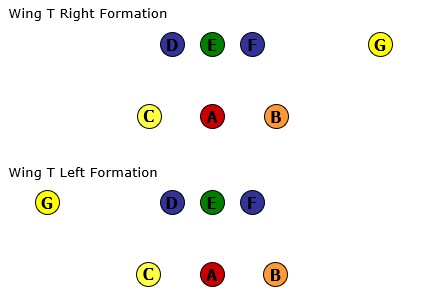 Wing T Right Formation
D E F G
C A B
Wing T Left Formation
G D E F
C A B